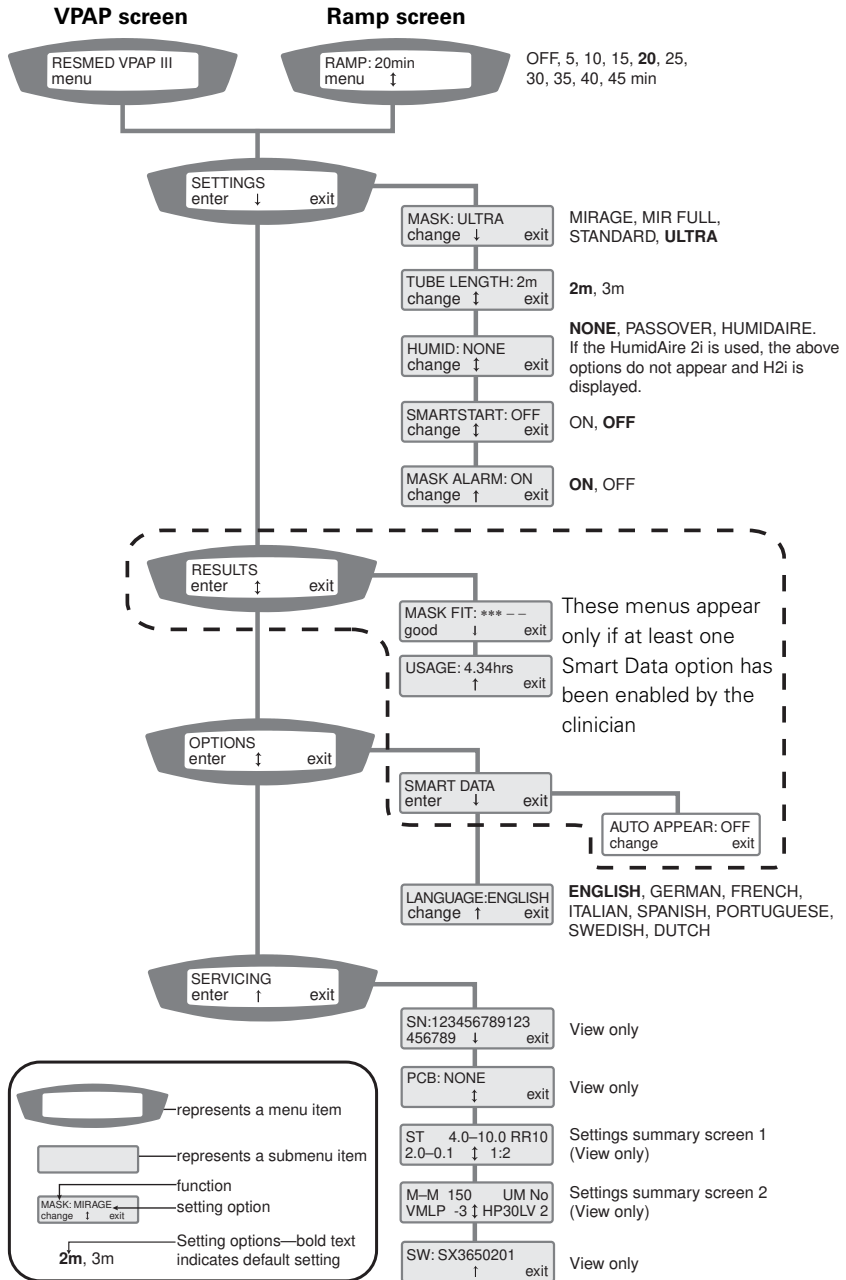 VPAP screen
Ramp screen
RESMED VPAP III
menu
RAMP: 20min
menu ↕
OFF, 5, 10, 15, 20, 25,
30, 35, 40, 45 min
SETTINGS
enter ↓ exit
MASK: ULTRA
change ↓ exit
MIRAGE, MIR FULL,
STANDARD, ULTRA
TUBE LENGTH: 2m
change ↕ exit
2m, 3m
HUMID: NONE
change ↕ exit
NONE, PASSOVER, HUMIDAIRE.
If the HumidAire 2i is used, the above
options do not appear and H2i is
displayed.
SMARTSTART: OFF
change ↕ exit
ON, OFF
MASK ALARM: ON
change ↑ exit
ON, OFF
RESULTS
enter ↕ exit
MASK FIT: *** – –
good ↓ exit
USAGE: 4.34hrs
↑ exit
These menus appear
only if at least one
Smart Data option has
been enabled by the
clinician
OPTIONS
enter ↕ exit
SMART DATA
enter ↓ exit
AUTO APPEAR: OFF
change exit
LANGUAGE:ENGLISH
change ↑ exit
ENGLISH, GERMAN, FRENCH,
ITALIAN, SPANISH, PORTUGUESE,
SWEDISH, DUTCH
SERVICING
enter ↑ exit
SN:123456789123
456789 ↓ exit
View only
PCB: NONE
↕ exit
View only
ST 4.0–10.0 RR10
2.0–0.1 ↕ 1:2
Settings summary screen 1
(View only)
M–M 150 UM No
VMLP -3 ↕ HP30LV 2
Settings summary screen 2
(View only)
SW: SX3650201
↑ exit
View only
represents a menu item
represents a submenu item
function
MASK: MIRAGE
change ↕ exit
setting option
2m, 3m
Setting options—bold text
indicates default setting